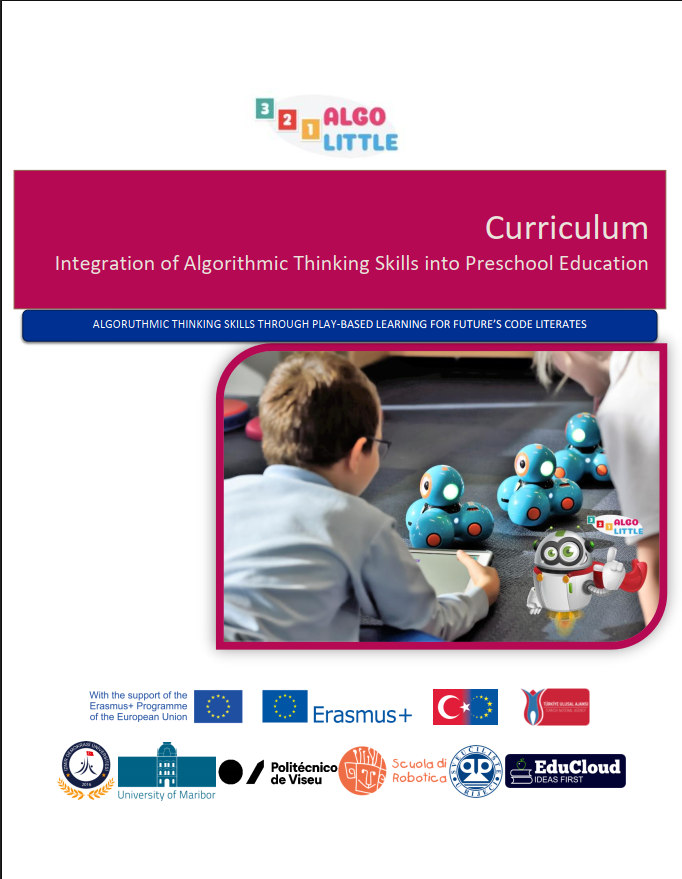 3
2
1
ALGO
LITTLE
Curriculum
Integration of Algorithmic Thinking Skills into Preschool Education
ALGORUTHMIC THINKING SKILLS THROUGH PLAY-BASED LEARNING FOR FUTURE'S CODE LITERATES
3 2 1 ALGO
LITTLE
With the support of the
Erasmus+ Programme
of the European Union
Erasmus+
TÜRKİYE ULUSAL AJANSI
TURKISH NATIONAL AGENCY
2016
University of Maribor
Politécnico
de Viseu
Scuola di
Robotica
EduCloud
IDEAS FIRST